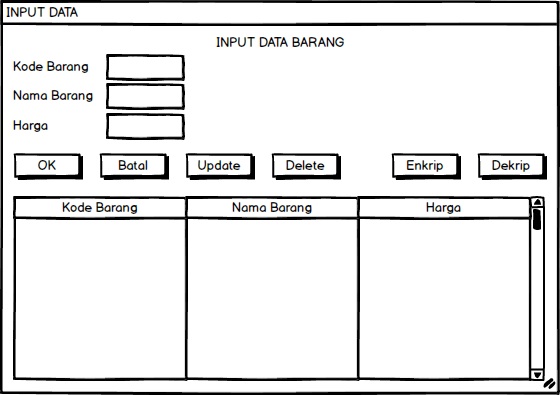 INPUT DATA
INPUT DATA BARANG
Kode Barang
Nama Barang
Harga
OK Batal Update Delete Enkrip Dekrip
Kode Barang Nama Barang Harga